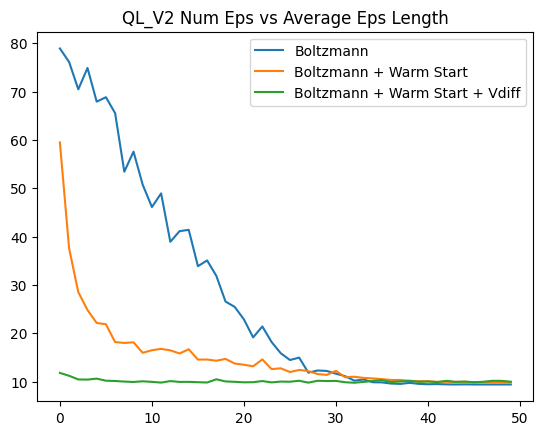 QL_V2 Num Eps vs Average Eps Length
Boltzmann
Boltzmann + Warm Start
Boltzmann + Warm Start + Vdiff
80
70
60
50
40
30
20
10
0 10 20 30 40 50